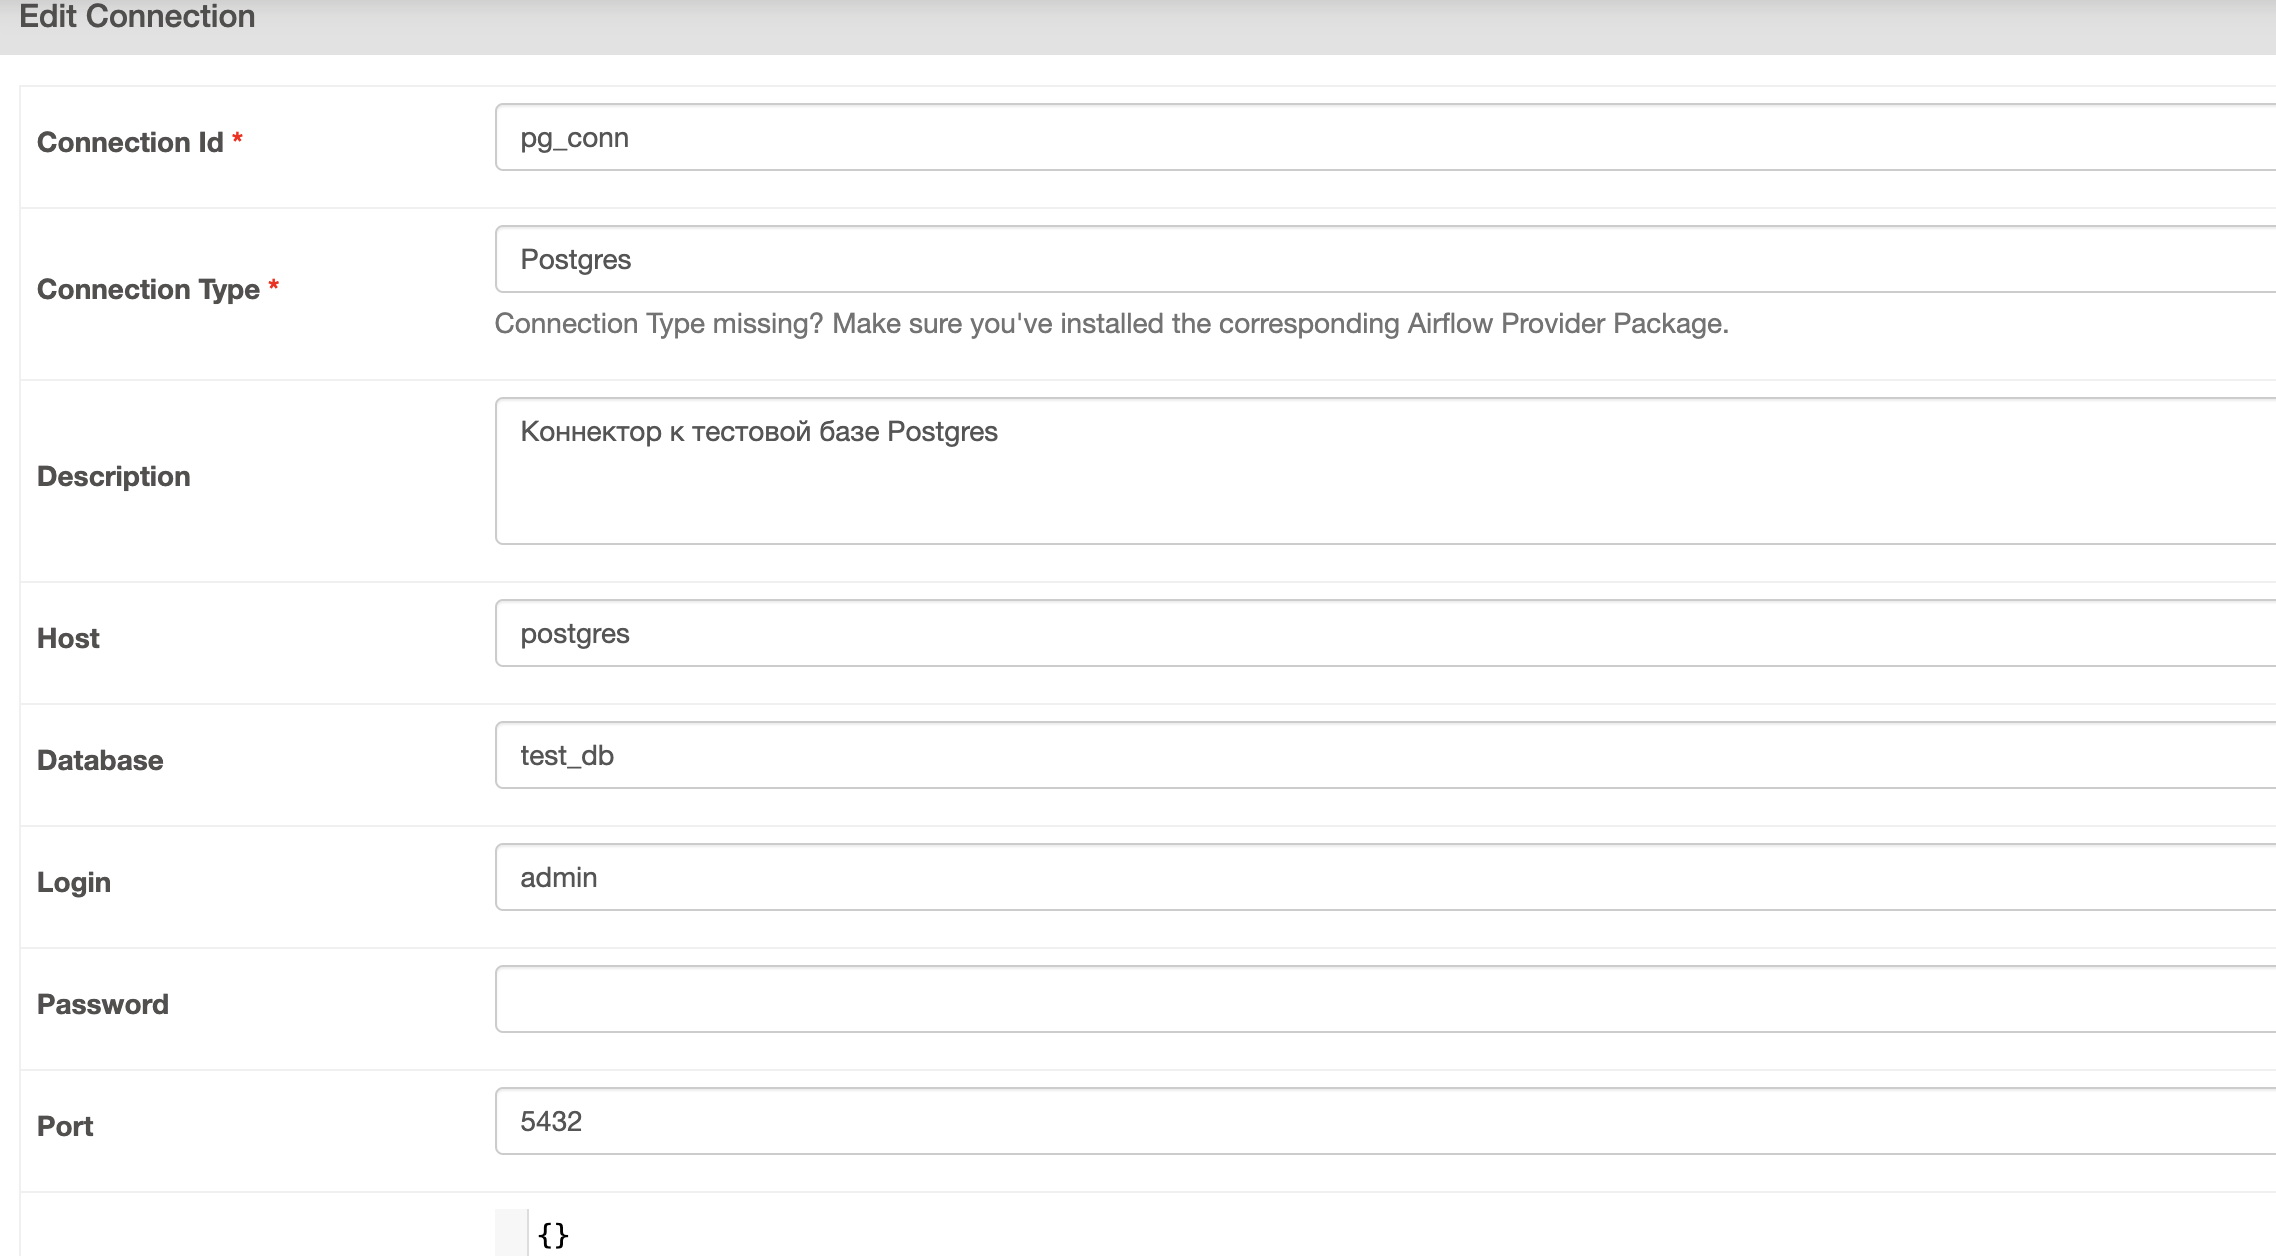 Edit Connection
Connection Id *
pg_conn
Connection Type *
Postgres
Connection Type missing? Make sure you've installed the corresponding Airflow Provider Package.
Description
Коннектор к тестовой базе Postgres
Host
postgres
Database
test_db
Login
admin
Password
Port
5432
{}